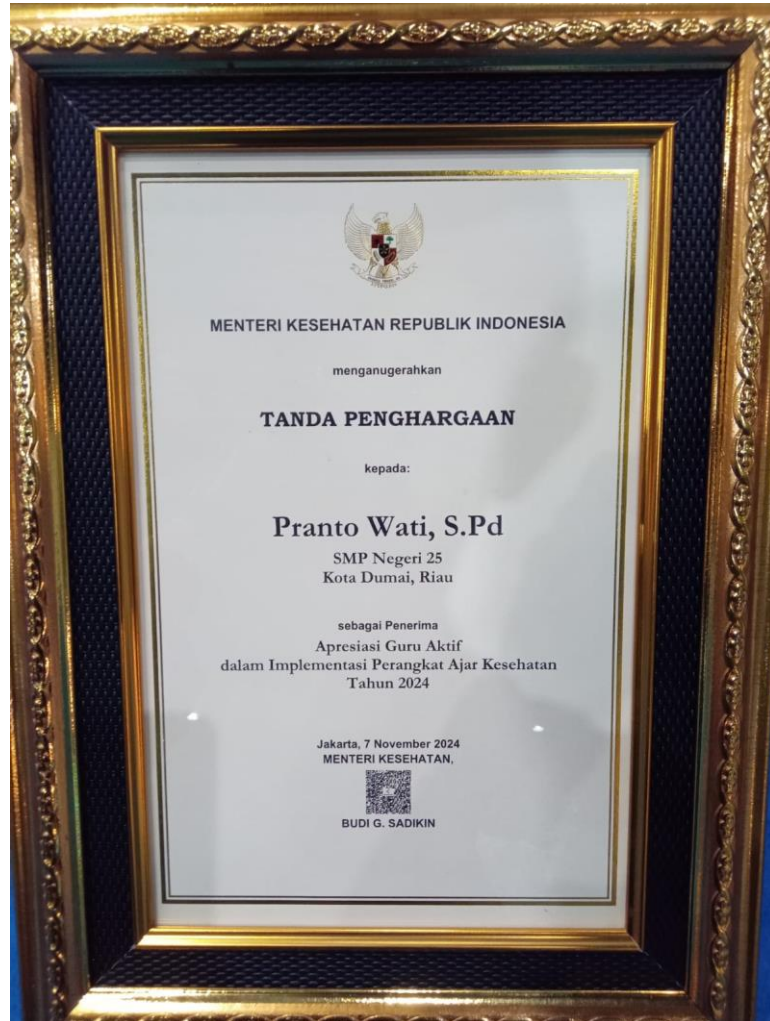 MENTERI KESEHATAN REPUBLIK INDONESIA
menganugerahkan
TANDA PENGHARGAAN
kepada:
Pranto Wati, S.Pd
SMP Negeri 25
Kota Dumai, Riau
sebagai Penerima
Apresiasi Guru Aktif
dalam Implementasi Perangkat Ajar Kesehatan
Tahun 2024
Jakarta, 7 November 2024
MENTERI KESEHATAN,
BUDI G. SADIKIN